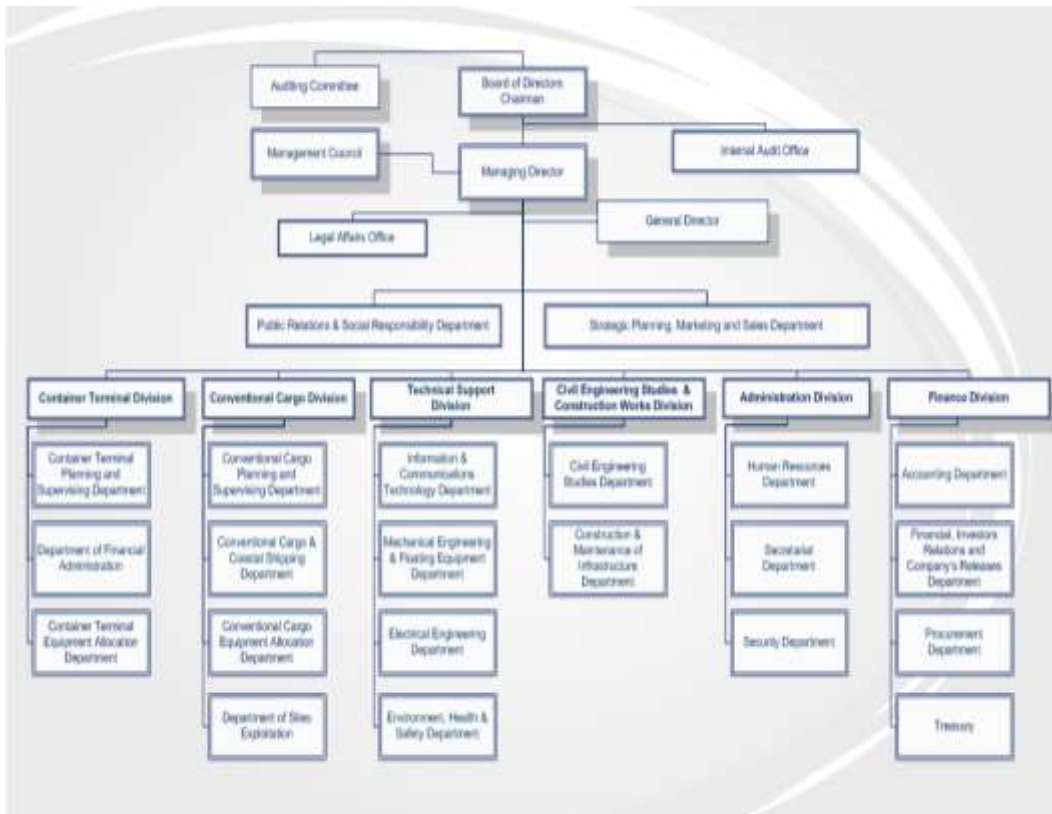 Auditing Committee
Board of Directors
Chairman
Management Council
Managing Director
Internal Audit Office
Legal Affairs Office
General Director
Public Relations & Social Responsibility Department
Strategic Planning, Marketing and Sales Department
Container Terminal Division
Conventional Cargo Division
Technical Support
Division
Civil Engineering Studies &
Construction Works Division
Administration Division
Finance Division
Container Terminal
Planning and
Supervising Department
Department of Financial
Administration
Container Terminal
Equipment Allocation
Department
Conventional Cargo
Planning and
Supervising Department
Conventional Cargo &
Coastal Shipping
Department
Conventional Cargo
Equipment Allocation
Department
Department of
Exploitation
Information &
Communications
Technology Department
Mechanical Engineering
& Floating Equipment
Department
Electrical Engineering
Department
Environment, Health &
Safety Department
Civil Engineering
Studies Department
Construction &
Maintenance of
Infrastructure
Department
Human Resources
Department
Secretariat
Department
Security Department
Accounting Department
Financial, Investors
Relations and
Company's Releases
Department
Procurement
Department
Treasury